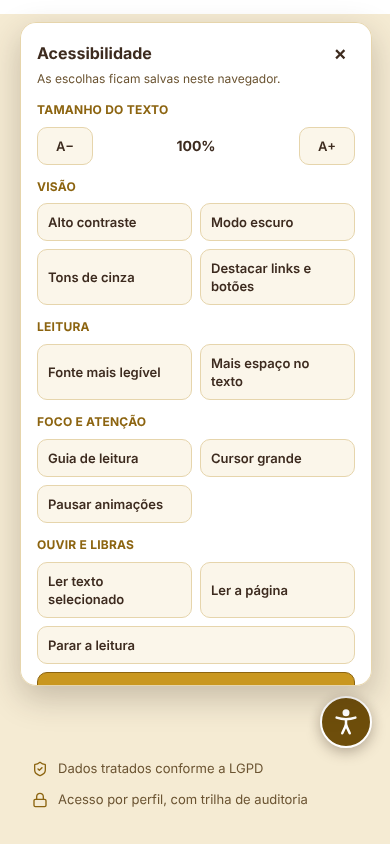 Acessibilidade
×
As escolhas ficam salvas neste navegador.
TAMANHO DO TEXTO
A−
100%
A+
VISÃO
Alto contraste
Modo escuro
Tons de cinza
Destacar links e
botões
LEITURA
Fonte mais legível
Mais espaço no
texto
FOCO E ATENÇÃO
Guia de leitura
Cursor grande
Pausar animações
OUVIR E LIBRAS
Ler texto
selecionado
Ler a página
Parar a leitura
Dados tratados conforme a LGPD
Acesso por perfil, com trilha de auditoria